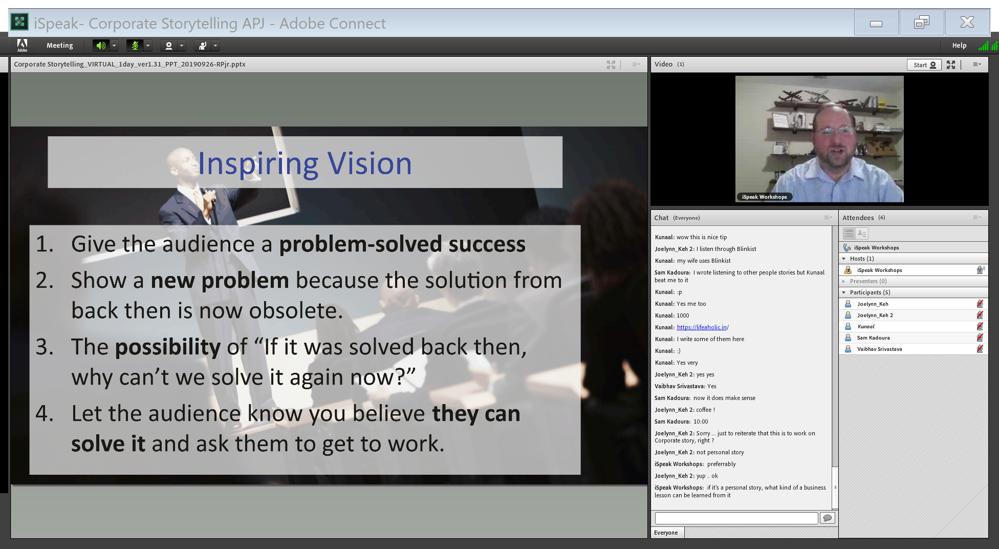 iSpeak- Corporate Storytelling APJ - Adobe Connect
Adobe
Meeting
Help
Corporate Storytelling_VIRTUAL_1day_ver1.31_PPT_20190926-RPjr.pptx
Inspiring Vision
1. Give the audience a problem-solved success
2. Show a new problem because the solution from
back then is now obsolete.
3. The possibility of “If it was solved back then,
why can’t we solve it again now?”
4. Let the audience know you believe they can
solve it and ask them to get to work.
Video (1)
Start
iSpeak Workshops
Chat (Everyone)
Kunaal: wow this is nice tip
Joelynn_Keh 2: I listen through Blinkist
Kunaal: my wife uses Blinkist
Sam Kadoura: I wrote listening to other people stories but Kunaal
beat me to it
Kunaal: :p
Kunaal: Yes me too
Kunaal: 1000
Kunaal: https://lifeaholic.in/
Kunaal: I write some of them here
Kunaal: :)
Kunaal: Yes very
Joelynn_Keh 2: yes yes
Vaibhav Srivastava: Yes
Sam Kadoura: now it does make sense
Joelynn_Keh 2: coffee !
Sam Kadoura: 10:00
Joelynn_Keh 2: Sorry ... just to reiterate that this is to work on
Corporate story, right ?
Joelynn_Keh 2: not personal story
iSpeak Workshops: preferrably
Joelynn_Keh 2: yup .. ok
iSpeak Workshops: if it's a personal story, what kind of a business
lesson can be learned from it
Everyone
Attendees (6)
iSpeak Workshops
Hosts (1)
iSpeak Workshops
Presenters (0)
Participants (5)
Joelynn_Keh
Joelynn_Keh 2
Kunaal
Sam Kadoura
Vaibhav Srivastava